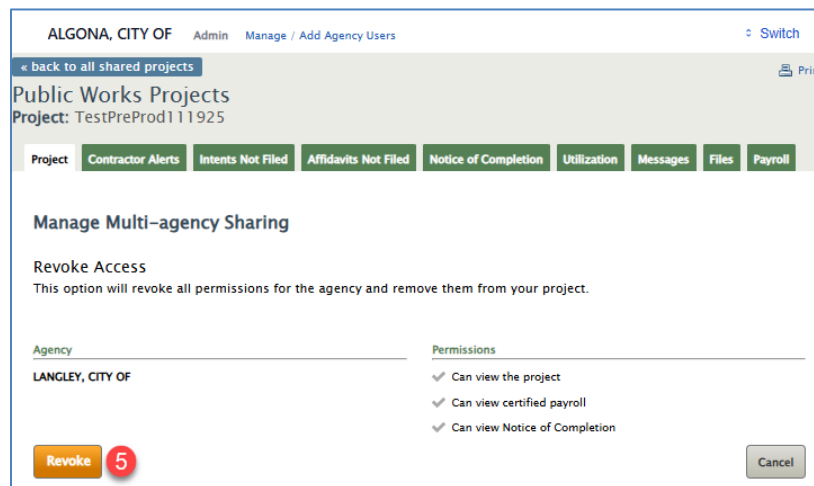 ALGONA, CITY OF Admin Manage / Add Agency Users Switch
« back to all shared projects
Public Works Projects
Project: TestPreProd111925
Project Contractor Alerts Intents Not Filed Affidavits Not Filed Notice of Completion Utilization Messages Files Payroll
Manage Multi-agency Sharing
Revoke Access
This option will revoke all permissions for the agency and remove them from your project.
Agency Permissions
LANGLEY, CITY OF Can view the project
Can view certified payroll
Can view Notice of Completion
Revoke 5 Cancel